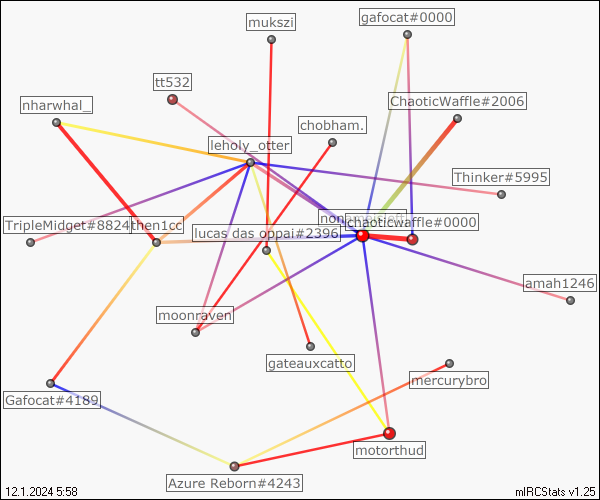 gafocat#0000
mukszi
tt532
ChaoticWaffle#2006
nharwhal_
chobham.
leholy_otter
Thinker#5995
chaoticwaffle#0000
TripleMidget#8824
then1cc
lucas das oppai#2396
amah1246
moonraven
gateauxcatto
mercurybro
Gafocat#4189
motorthud
Azure Reborn#4243
12.1.2024 5:58
mIRCStats v1.25